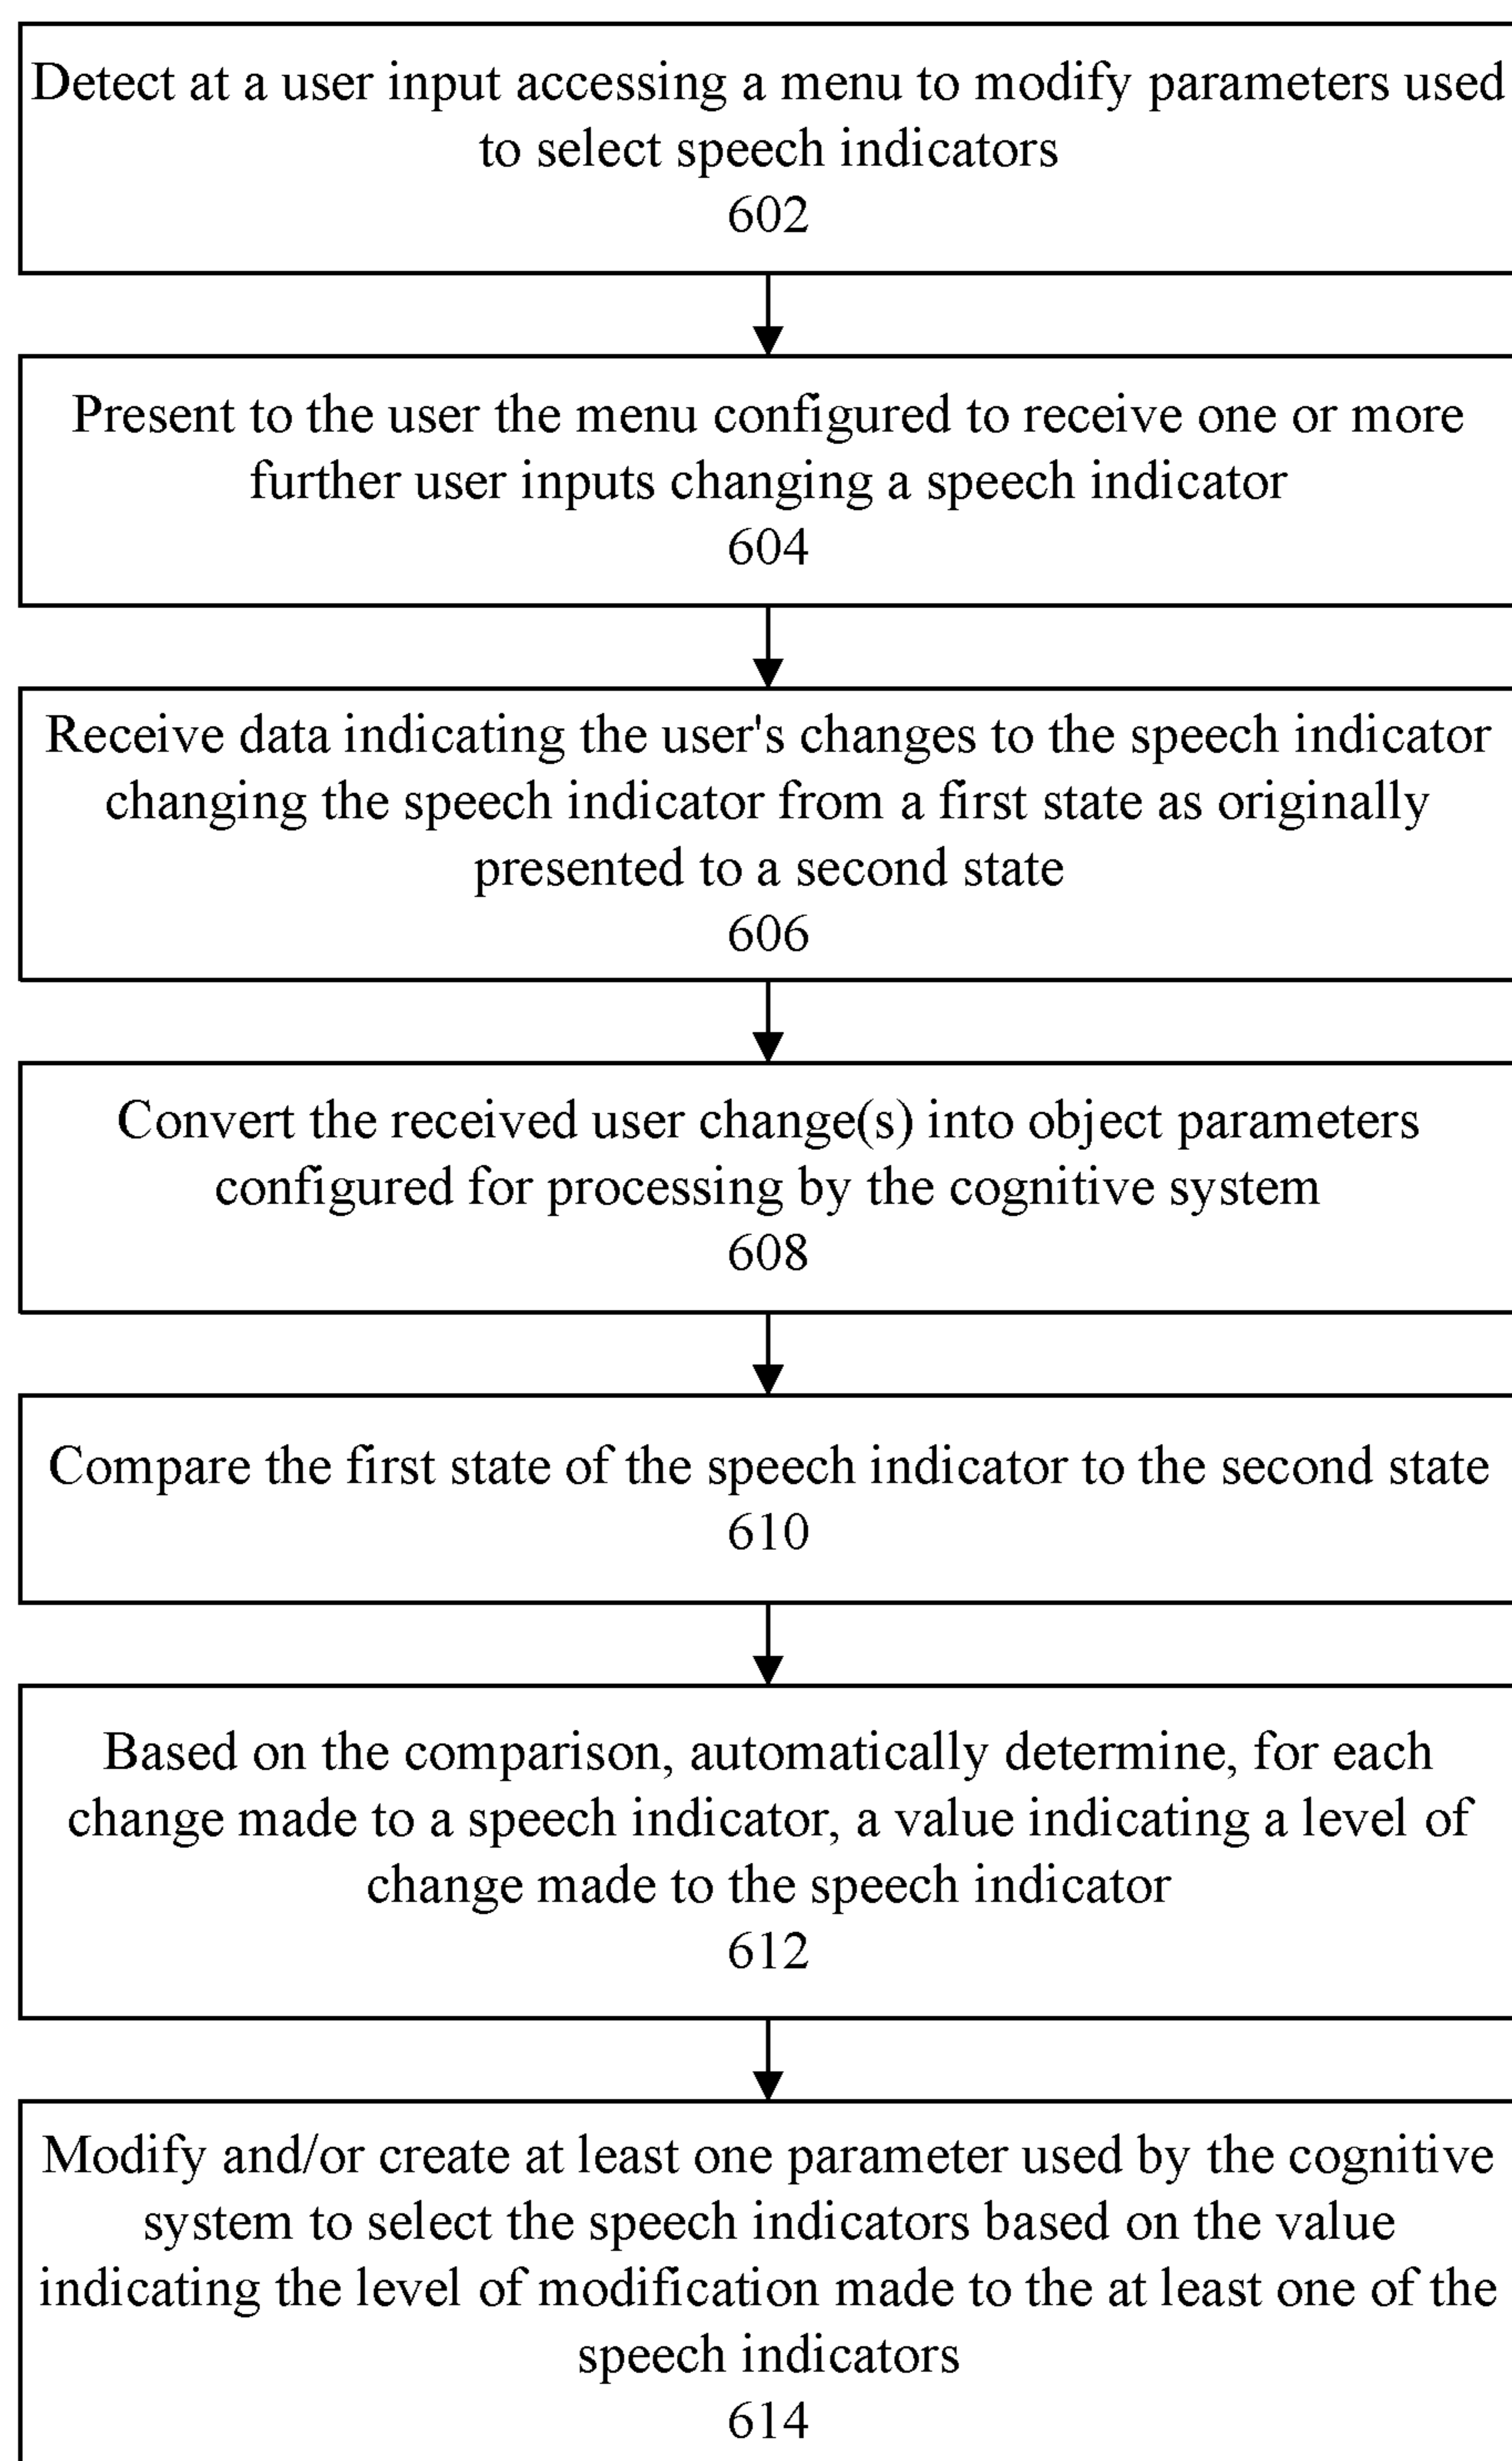 Detect at a user input accessing a menu to modify parameters used
to select speech indicators
602
Present to the user the menu configured to receive one or more
further user inputs changing a speech indicator
604
Receive data indicating the user's changes to the speech indicator
changing the speech indicator from a first state as originally
presented to a second state
606
Convert the received user change(s) into object parameters
configured for processing by the cognitive system
608
Compare the first state of the speech indicator to the second state
610
Based on the comparison, automatically determine, for each
change made to a speech indicator, a value indicating a level of
change made to the speech indicator
612
Modify and/or create at least one parameter used by the cognitive
system to select the speech indicators based on the value
indicating the level of modification made to the at least one of the
speech indicators
614